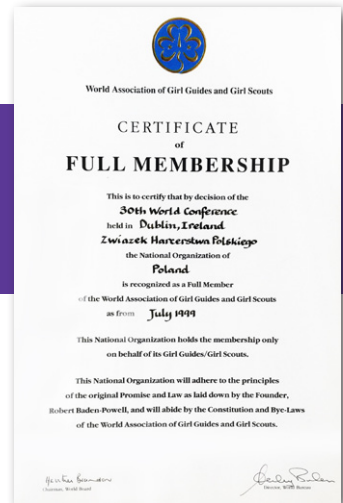 World Association of Girl Guides and Girl Scouts
CERTIFICATE
of
FULL MEMBERSHIP
This is to certify that by decision of the
30th World Conference
held in Dublin, Ireland
Zwiazek Harcerstwa Polskiego
the National Organization of
Poland
is recognized as a Full Member
of the World Association of Girl Guides and Girl Scouts
as from July 1999
This National Organization holds the membership only
on behalf of its Girl Guides/Girl Scouts.
This National Organization will adhere to the principles
of the original Promise and Law as laid down by the Founder,
Robert Baden-Powell, and will abide by the Constitution and Bye-Laws
of the World Association of Girl Guides and Girl Scouts.
Chairman, World Board
Director, World Bureau